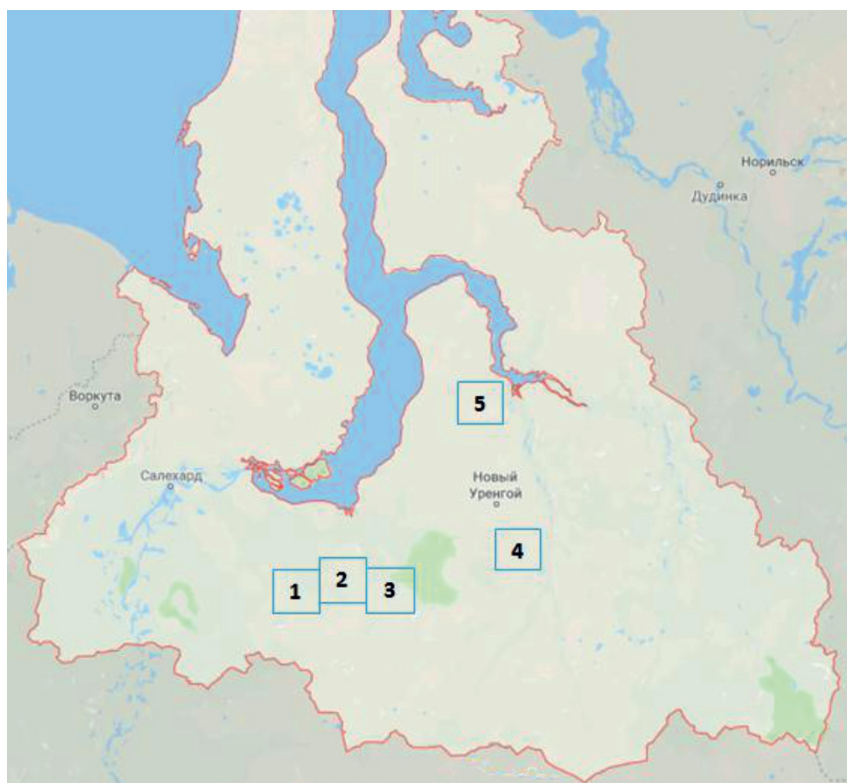 Норильск
Дудинка
Воркута
5
Салехард
Новый
Уренгой
4
2
1
3